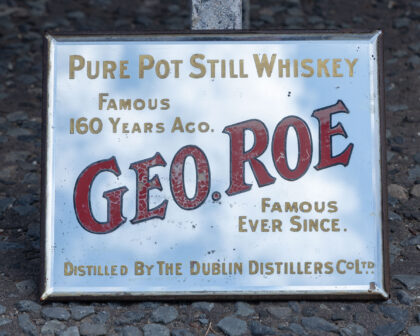 PURE POT STILL WHISKEY
FAMOUS
160 YEARS AGO.
GEO. ROE
FAMOUS
EVER SINCE.
DISTILLED BY THE DUBLIN DISTILLERS CO LTD